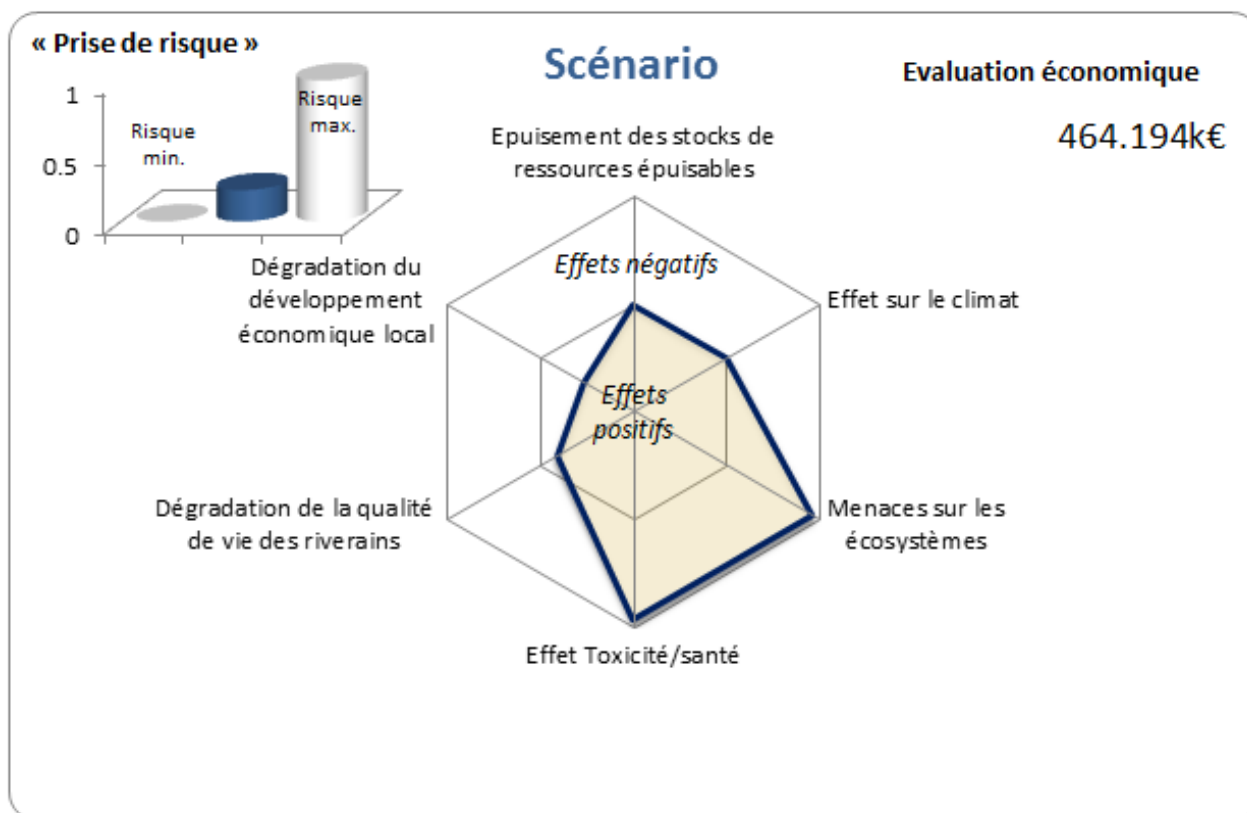 « Prise de risque »
Scénario
Evaluation économique
464.194k€
1
0.5
0
Risque
min.
Risque
max.
Epuisement des stocks de
ressources épuisables
Effets négatifs
Effet sur le climat
Dégradation du
développement
économique local
Effets
positifs
Dégradation de la qualité
de vie des riverains
Menaces sur les
écosystèmes
Effet Toxicité/santé